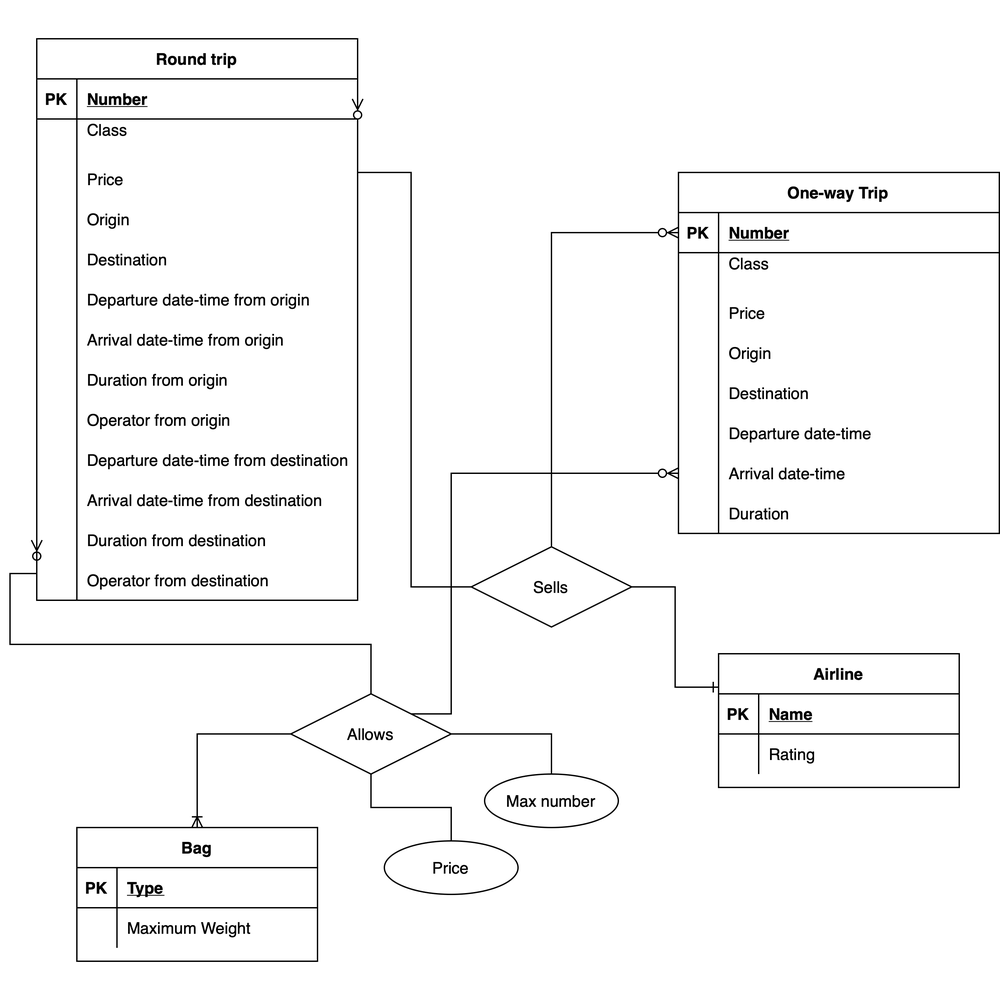 Round trip
PK Number
Class
Price
Origin
Destination
Departure date-time from origin
Arrival date-time from origin
Duration from origin
Operator from origin
Departure date-time from destination
Arrival date-time from destination
Duration from destination
Operator from destination
One-way Trip
PK Number
Class
Price
Origin
Destination
Departure date-time
Arrival date-time
Duration
Sells
Airline
PK Name
Rating
Allows
Max number
Price
Bag
PK Type
Maximum Weight